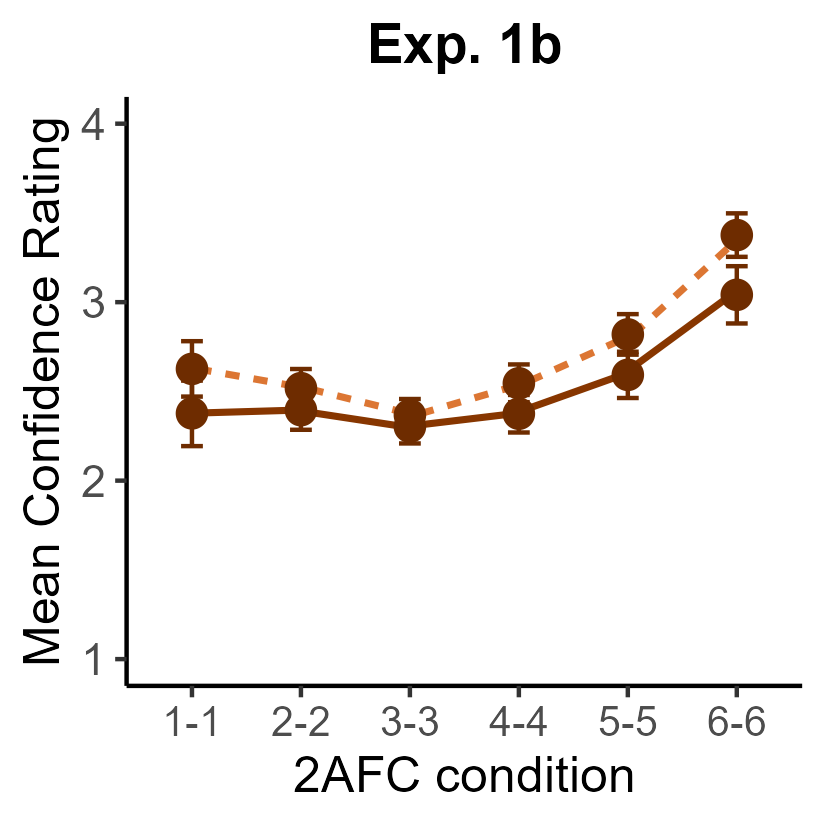 Exp. 1b
Mean Confidence Rating
4
3
2
1
1-1 2-2 3-3 4-4 5-5 6-6
2AFC condition